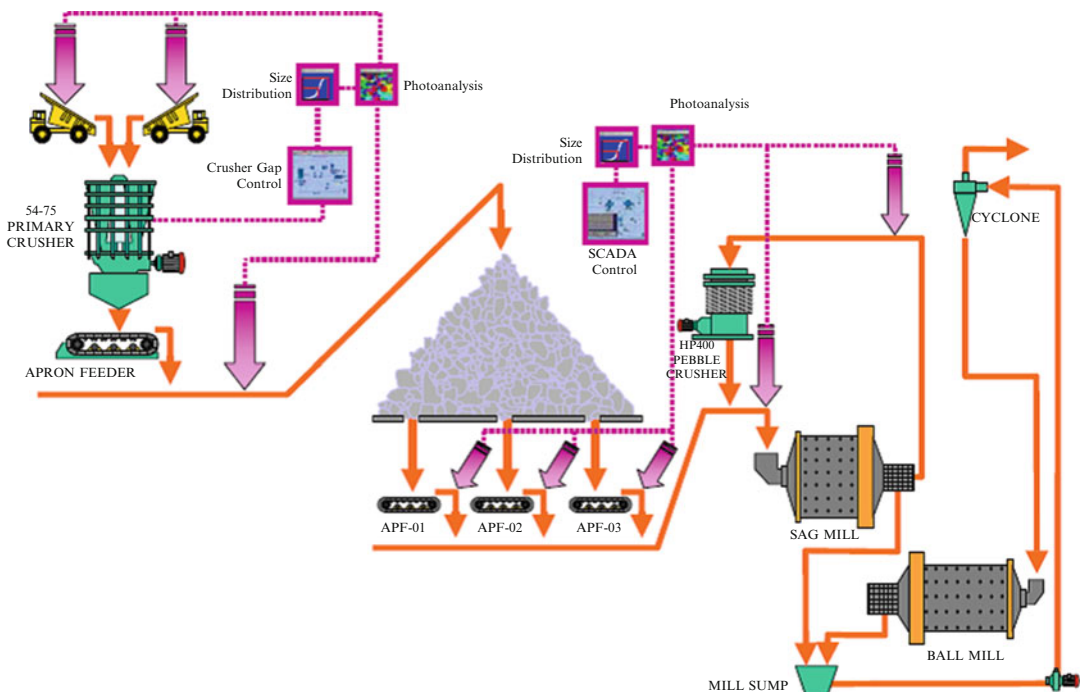 Size
Distribution
Photoanalysis
Crusher Gap
Control
54-75
PRIMARY
CRUSHER
APRON FEEDER
Photoanalysis
Size
Distribution
SCADA
Control
CYCLONE
HP400
PEBBLE
CRUSHER
APF-01
APF-02
APF-03
SAG MILL
BALL MILL
MILL SUMP